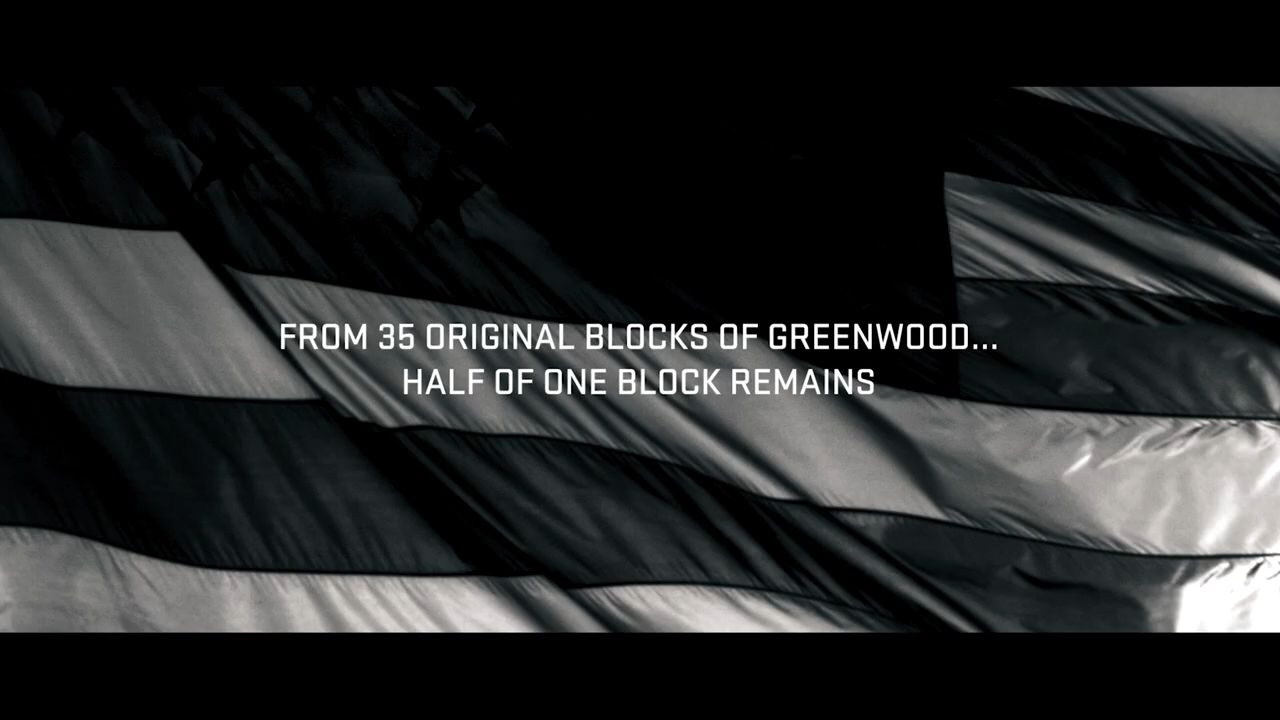 FROM 35 ORIGINAL BLOCKS OF GREENWOOD...
HALF OF ONE BLOCK REMAINS